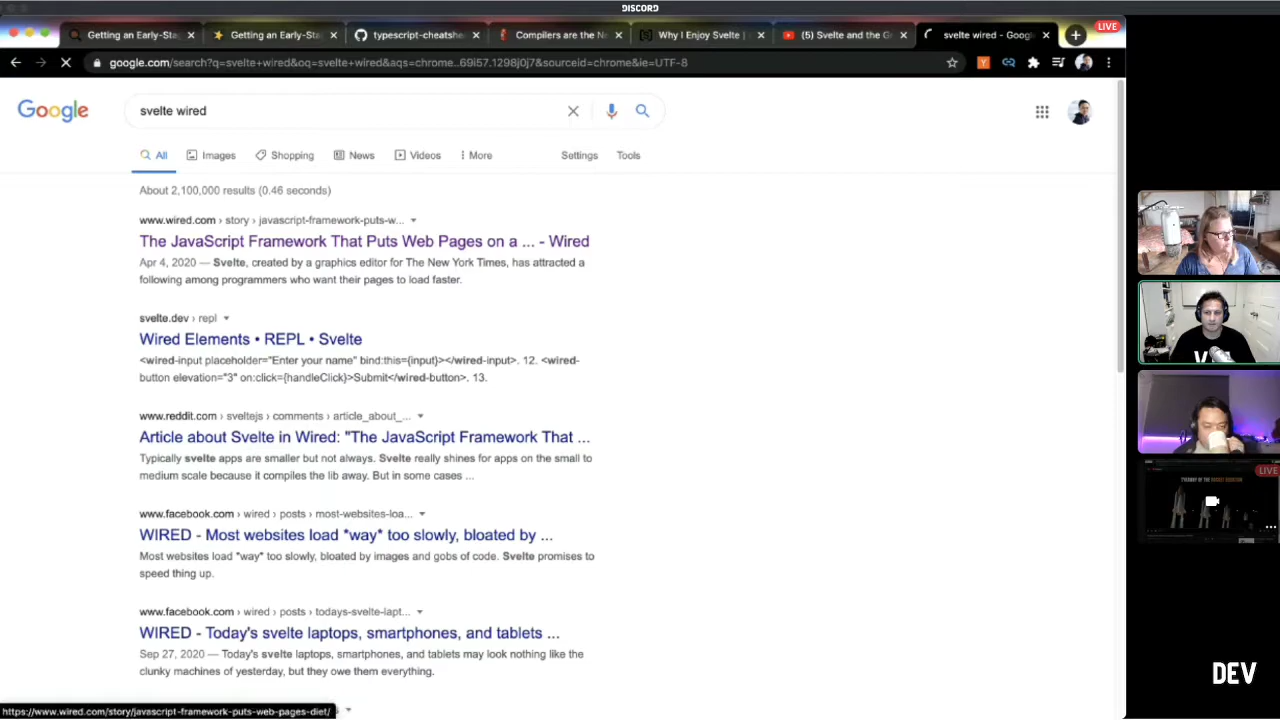 DISCORD
Getting an Early-Sta
Getting an Early-Sta
typescript-cheatshe
Compilers are the Ne
Why I Enjoy Svelte |
(5) Svelte and the Gr
svelte wired - Googl
LIVE
google.com/search?q=svelte+wired&oq=svelte+wired&aqs=chrome..69i57.1298j0j7&sourceid=chrome&ie=UTF-8
Google
svelte wired
All
Images
Shopping
News
Videos
More
Settings
Tools
About 2,100,000 results (0.46 seconds)
www.wired.com › story › javascript-framework-puts-w...
The JavaScript Framework That Puts Web Pages on a ... - Wired
Apr 4, 2020 — Svelte, created by a graphics editor for The New York Times, has attracted a
following among programmers who want their pages to load faster.
svelte.dev › repl
Wired Elements • REPL • Svelte
<wired-input placeholder="Enter your name" bind:this={input}></wired-input>. 12. <wired-
button elevation="3" on:click={handleClick}>Submit</wired-button>. 13.
www.reddit.com › sveltejs › comments › article_about_...
Article about Svelte in Wired: "The JavaScript Framework That ...
Typically svelte apps are smaller but not always. Svelte really shines for apps on the small to
medium scale because it compiles the lib away. But in some cases ...
www.facebook.com › wired › posts › most-websites-loa...
WIRED - Most websites load *way* too slowly, bloated by ...
Most websites load *way* too slowly, bloated by images and gobs of code. Svelte promises to
speed thing up.
www.facebook.com › wired › posts › todays-svelte-lapt...
WIRED - Today's svelte laptops, smartphones, and tablets ...
Sep 27, 2020 — Today's svelte laptops, smartphones, and tablets may look nothing like the
clunky machines of yesterday, but they owe them everything.
https://www.wired.com/story/javascript-framework-puts-web-pages-diet/
LIVE
DEV